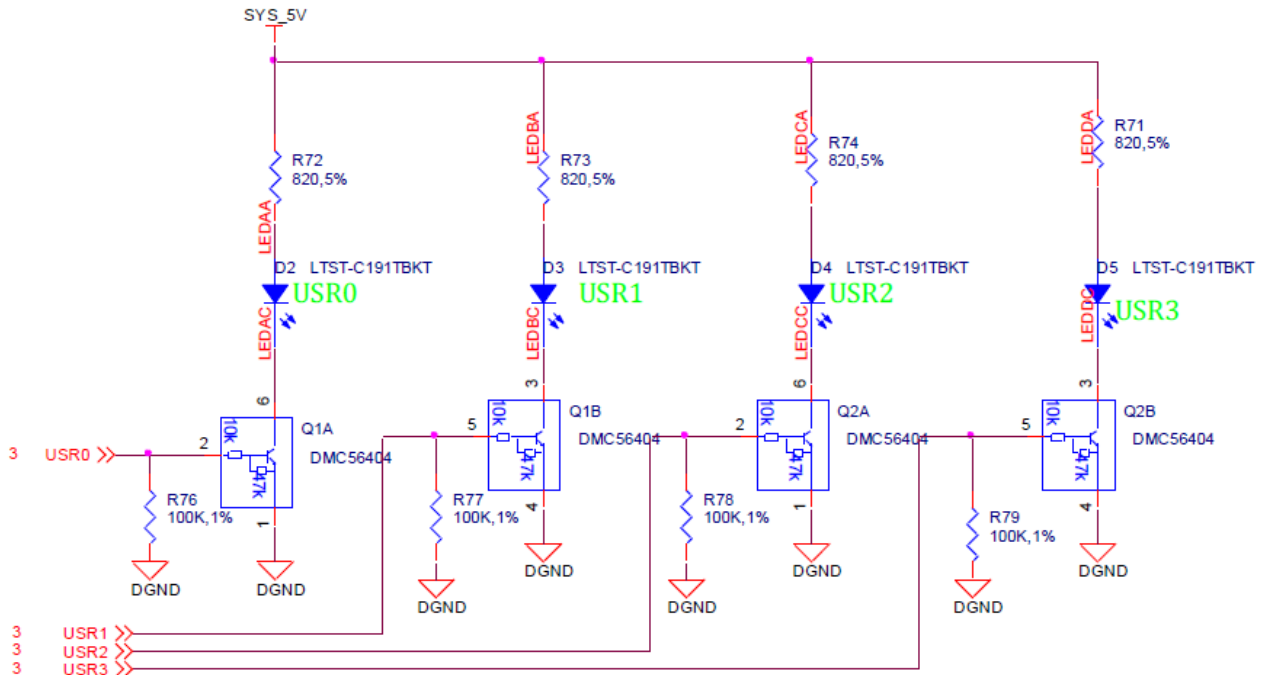 SYS_5V
LEDAA
R72
820,5%
LEDBA
R73
820,5%
LEDCA
R74
820,5%
LEDDA
R71
820,5%
D2 LTST-C191TBKT
USR0
LEDAC
D3 LTST-C191TBKT
USR1
LEDBC
D4 LTST-C191TBKT
USR2
LEDCC
D5 LTST-C191TBKT
USR3
LEDDC
6
10k
47k
Q1A
DMC56404
2
1
3
10k
47k
Q1B
DMC56404
5
4
6
10k
47k
Q2A
DMC56404
2
1
3
10k
47k
Q2B
DMC56404
5
4
3 USR0
R76
100K,1%
R77
100K,1%
R78
100K,1%
R79
100K,1%
DGND
DGND
DGND
DGND
DGND
DGND
DGND
DGND
3 USR1
3 USR2
3 USR3